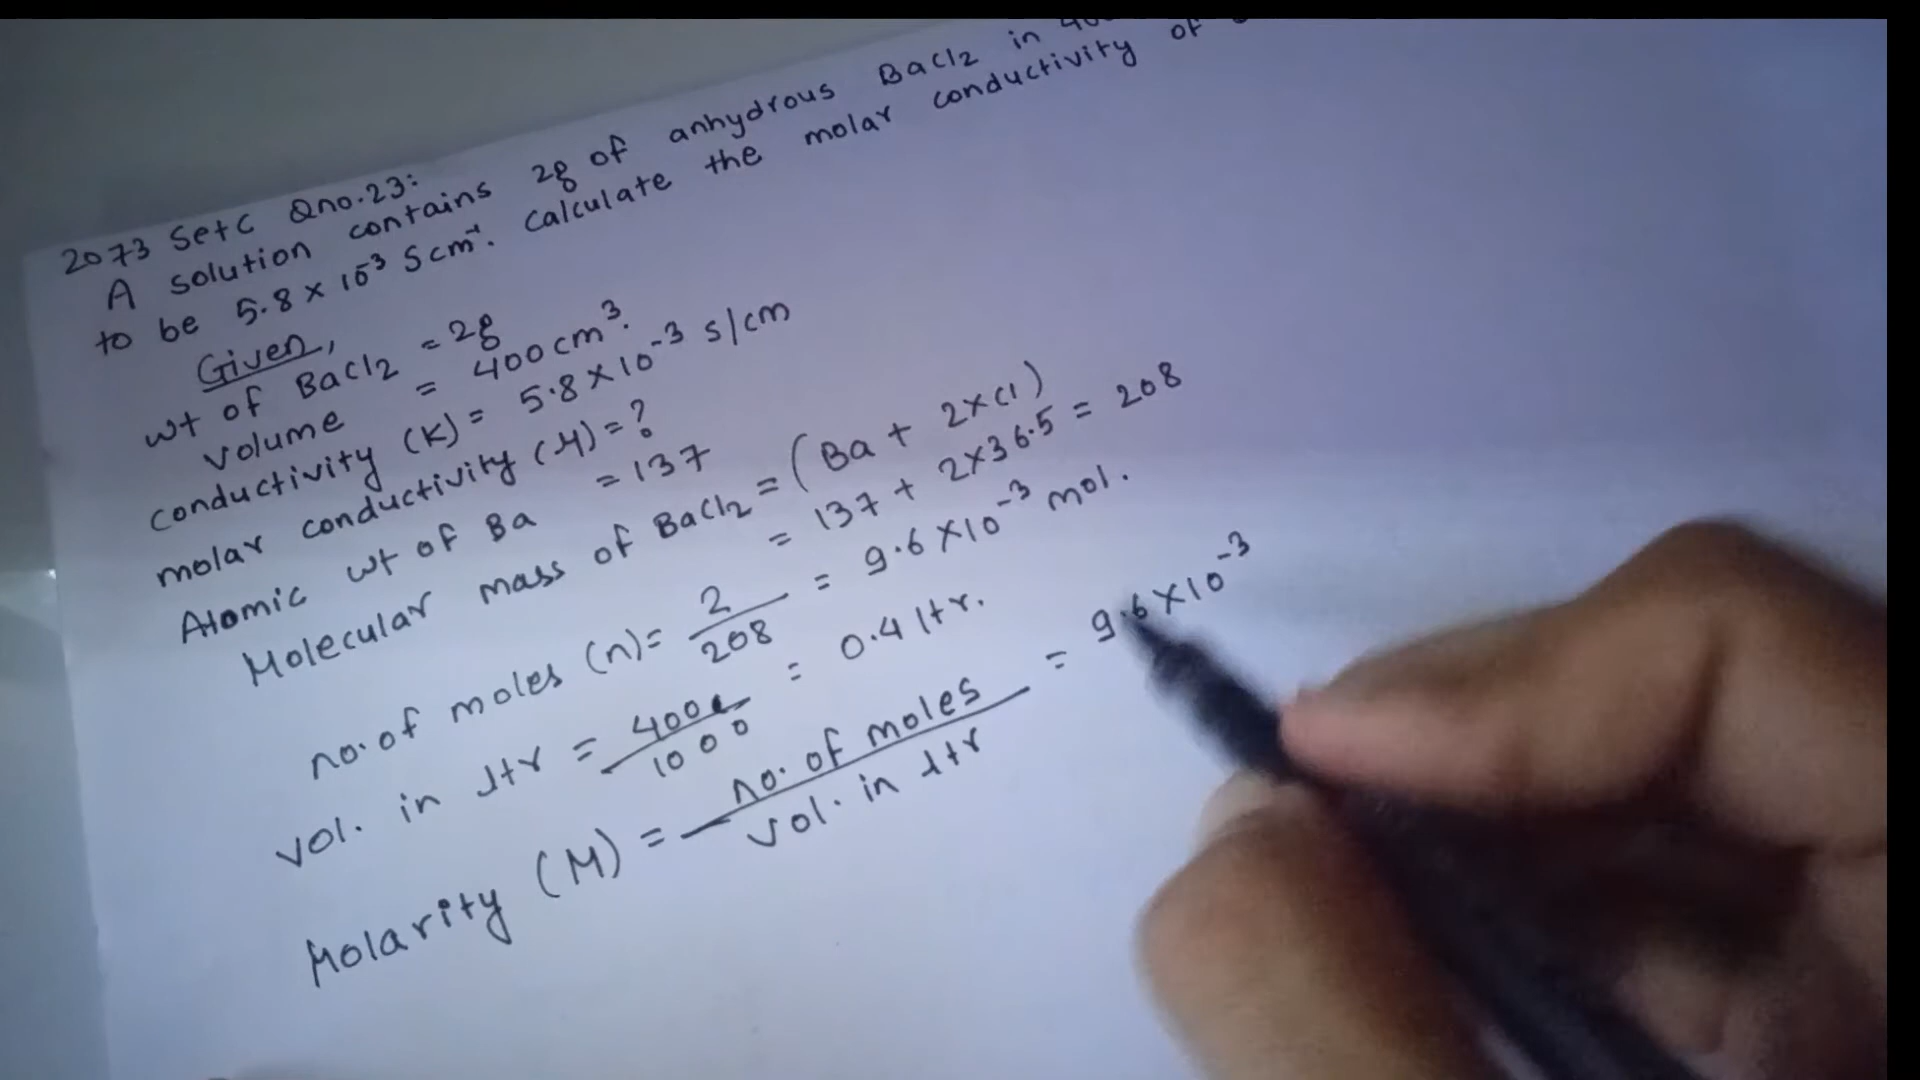 2073 Set C Qno.23:
A solution contains 2g of anhydrous BaCl2 in
to be 5.8 × 10⁻³ S cm⁻¹. calculate the molar conductivity of
Given,
wt of BaCl2 = 2g
volume = 400 cm³.
conductivity (K) = 5.8 × 10⁻³ s/cm
molar conductivity (M) = ?
Atomic wt of Ba = 137
Molecular mass of BaCl2 = (Ba + 2×Cl)
= 137 + 2×36.5 = 208
no. of moles (n) = 2/208 = 9.6 × 10⁻³ mol.
vol. in ltr = 400/1000 = 0.4 ltr.
Molarity (M) = no. of moles / vol. in ltr = 9.6 × 10⁻³